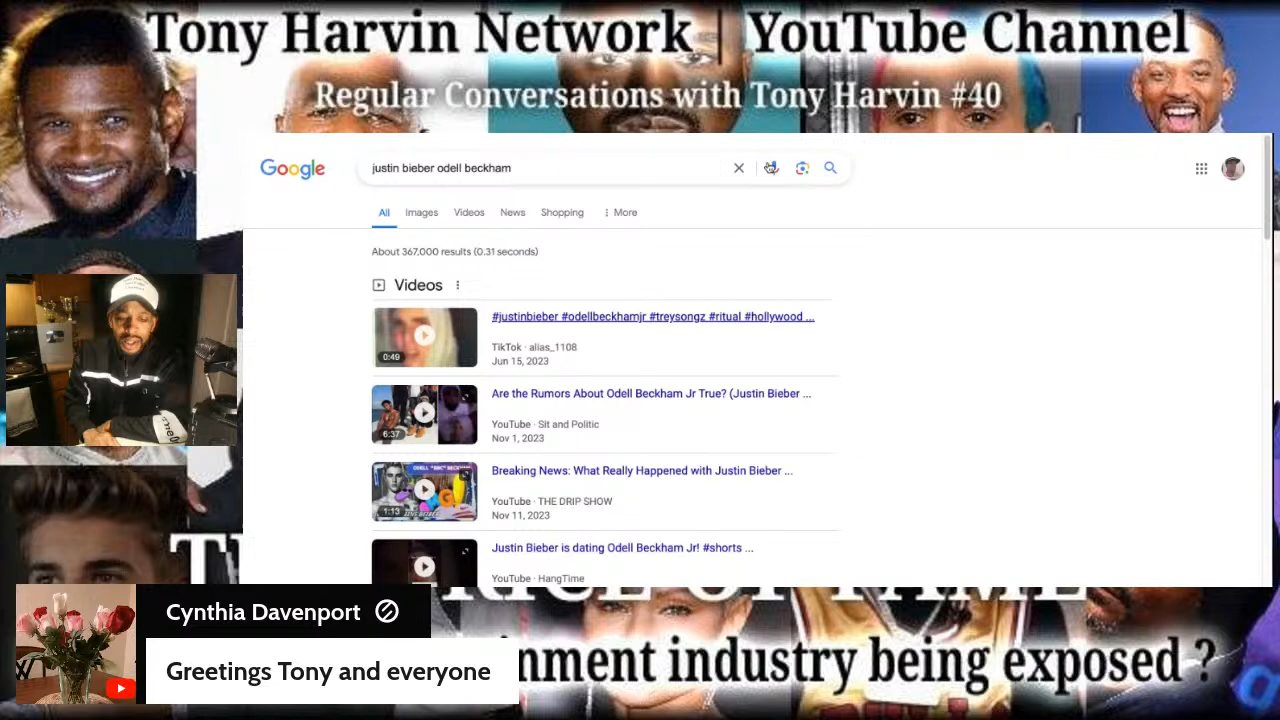 Tony Harvin Network | YouTube Channel
Regular Conversations with Tony Harvin #40
Google
justin bieber odell beckham
All
Images
Videos
News
Shopping
More
About 367,000 results (0.31 seconds)
Videos
#justinbieber #odellbeckhamjr #treysongz #ritual #hollywood ...
TikTok · alias_1108
Jun 15, 2023
0:49
Are the Rumors About Odell Beckham Jr True? (Justin Bieber ...
YouTube · Sit and Politic
Nov 1, 2023
6:37
Breaking News: What Really Happened with Justin Bieber ...
YouTube · THE DRIP SHOW
Nov 11, 2023
1:13
Justin Bieber is dating Odell Beckham Jr! #shorts ...
YouTube · HangTime
OF FAME
nment industry being exposed ?
Cynthia Davenport
Greetings Tony and everyone